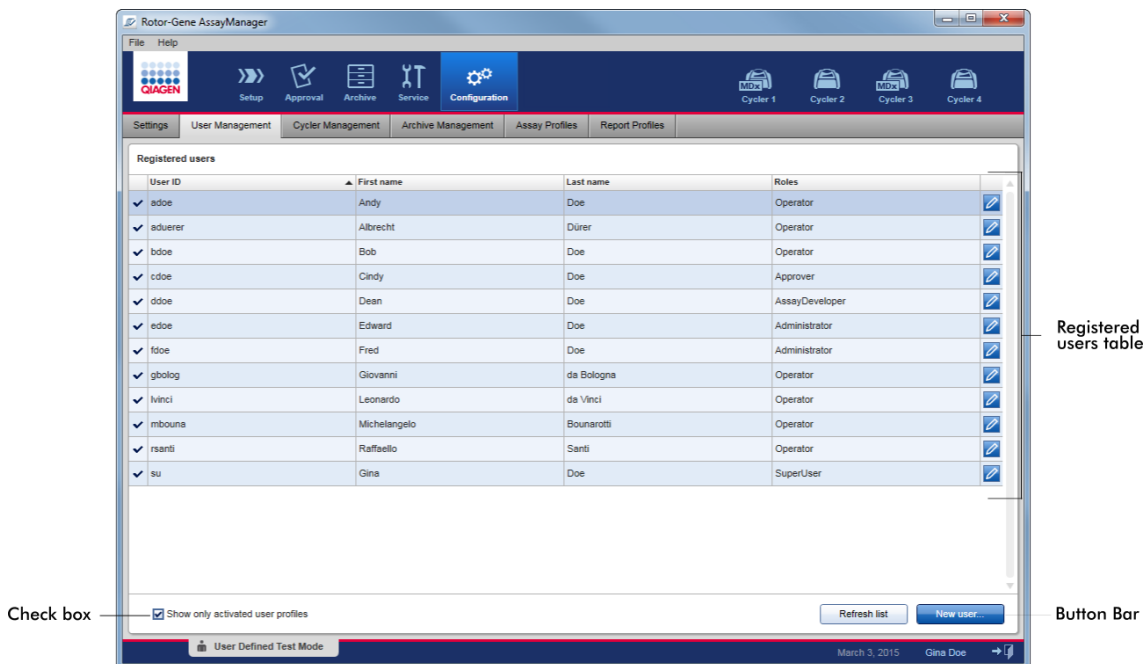 Rotor-Gene AssayManager
File Help
QIAGEN
Setup Approval Archive Service Configuration MDx Cycler 1 Cycler 2 MDx Cycler 3 Cycler 4
Settings User Management Cycler Management Archive Management Assay Profiles Report Profiles
Registered users
User ID First name Last name Roles
adoe Andy Doe Operator
aduerer Albrecht Dürer Operator
bdoe Bob Doe Operator
cdoe Cindy Doe Approver
ddoe Dean Doe AssayDeveloper
edoe Edward Doe Administrator
fdoe Fred Doe Administrator
gbolog Giovanni da Bologna Operator
lvinci Leonardo da Vinci Operator
mbouna Michelangelo Bounarotti Operator
rsanti Raffaello Santi Operator
su Gina Doe SuperUser
Registered
users table
Check box
Show only activated user profiles Refresh list New user...
Button Bar
User Defined Test Mode March 3, 2015 Gina Doe